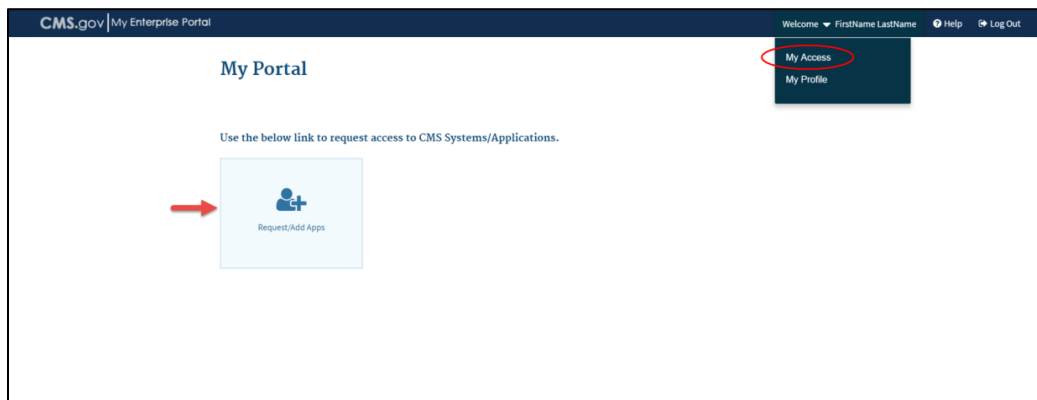 CMS.gov My Enterprise Portal
Welcome FirstName LastName Help Log Out
My Access
My Profile
My Portal
Use the below link to request access to CMS Systems/Applications.
Request/Add Apps